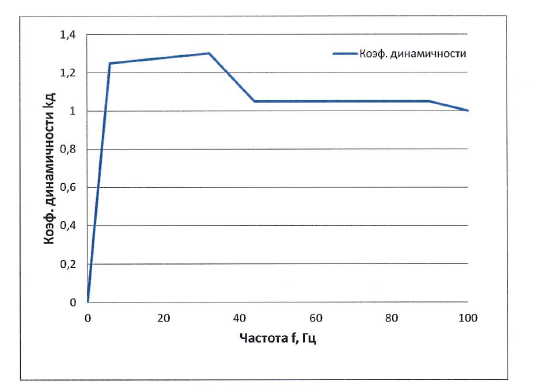 1,4
Коэф. динамичности
1,2
1
0,8
0,6
0,4
0,2
0
Коэф. динамичности kд
0 20 40 60 80 100
Частота f, Гц